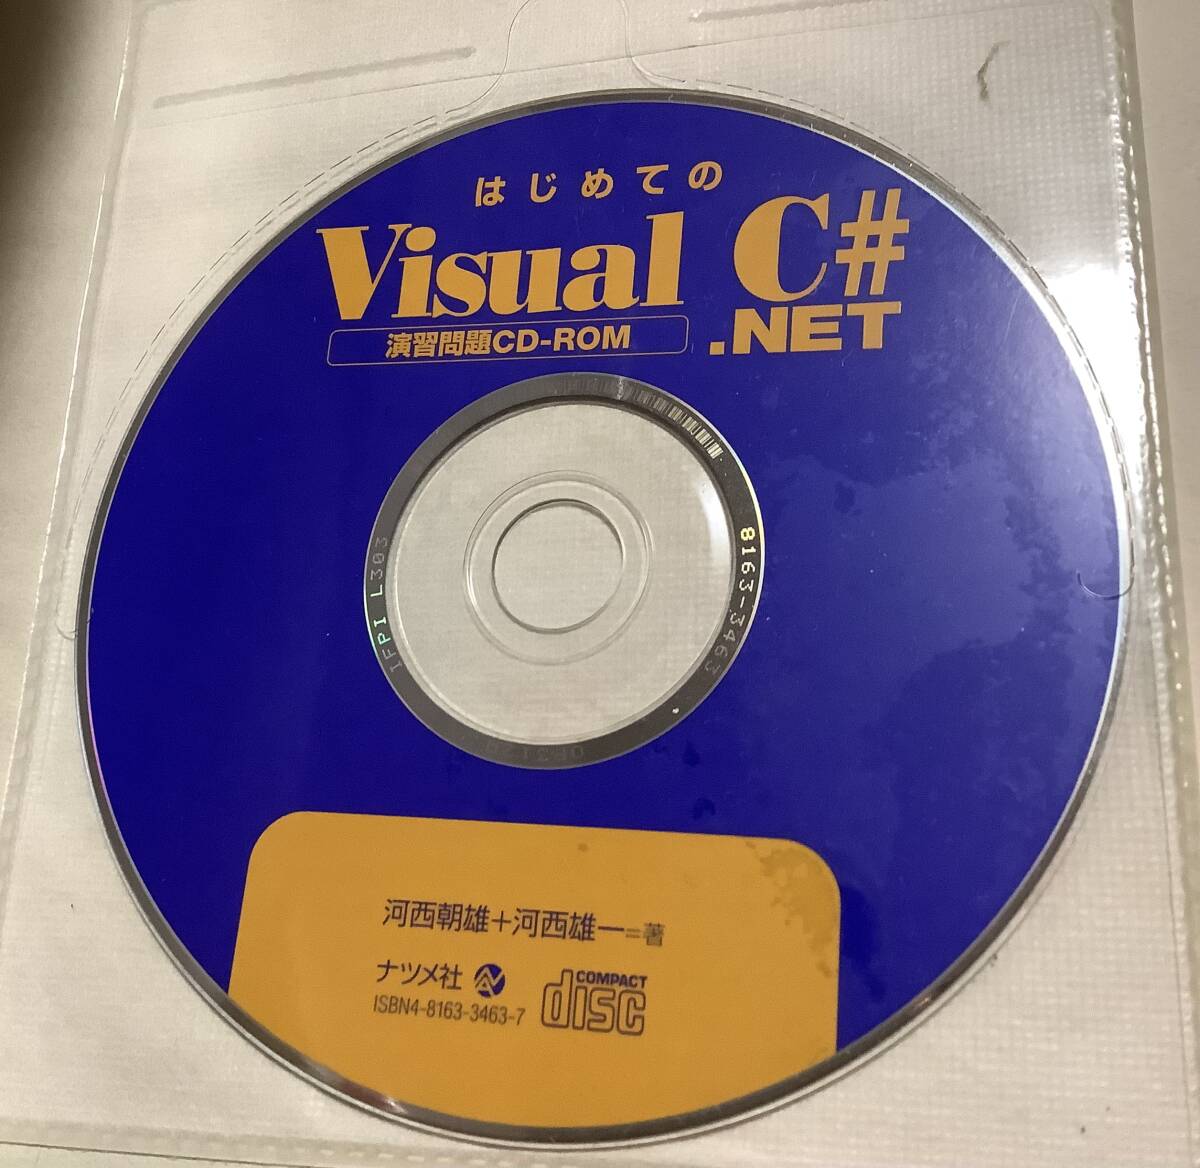 はじめての
Visual C#
.NET
演習問題CD-ROM
8163-3463
IFPI L303
河西朝雄+河西雄一=著
ナツメ社
ISBN4-8163-3463-7
COMPACT
disc